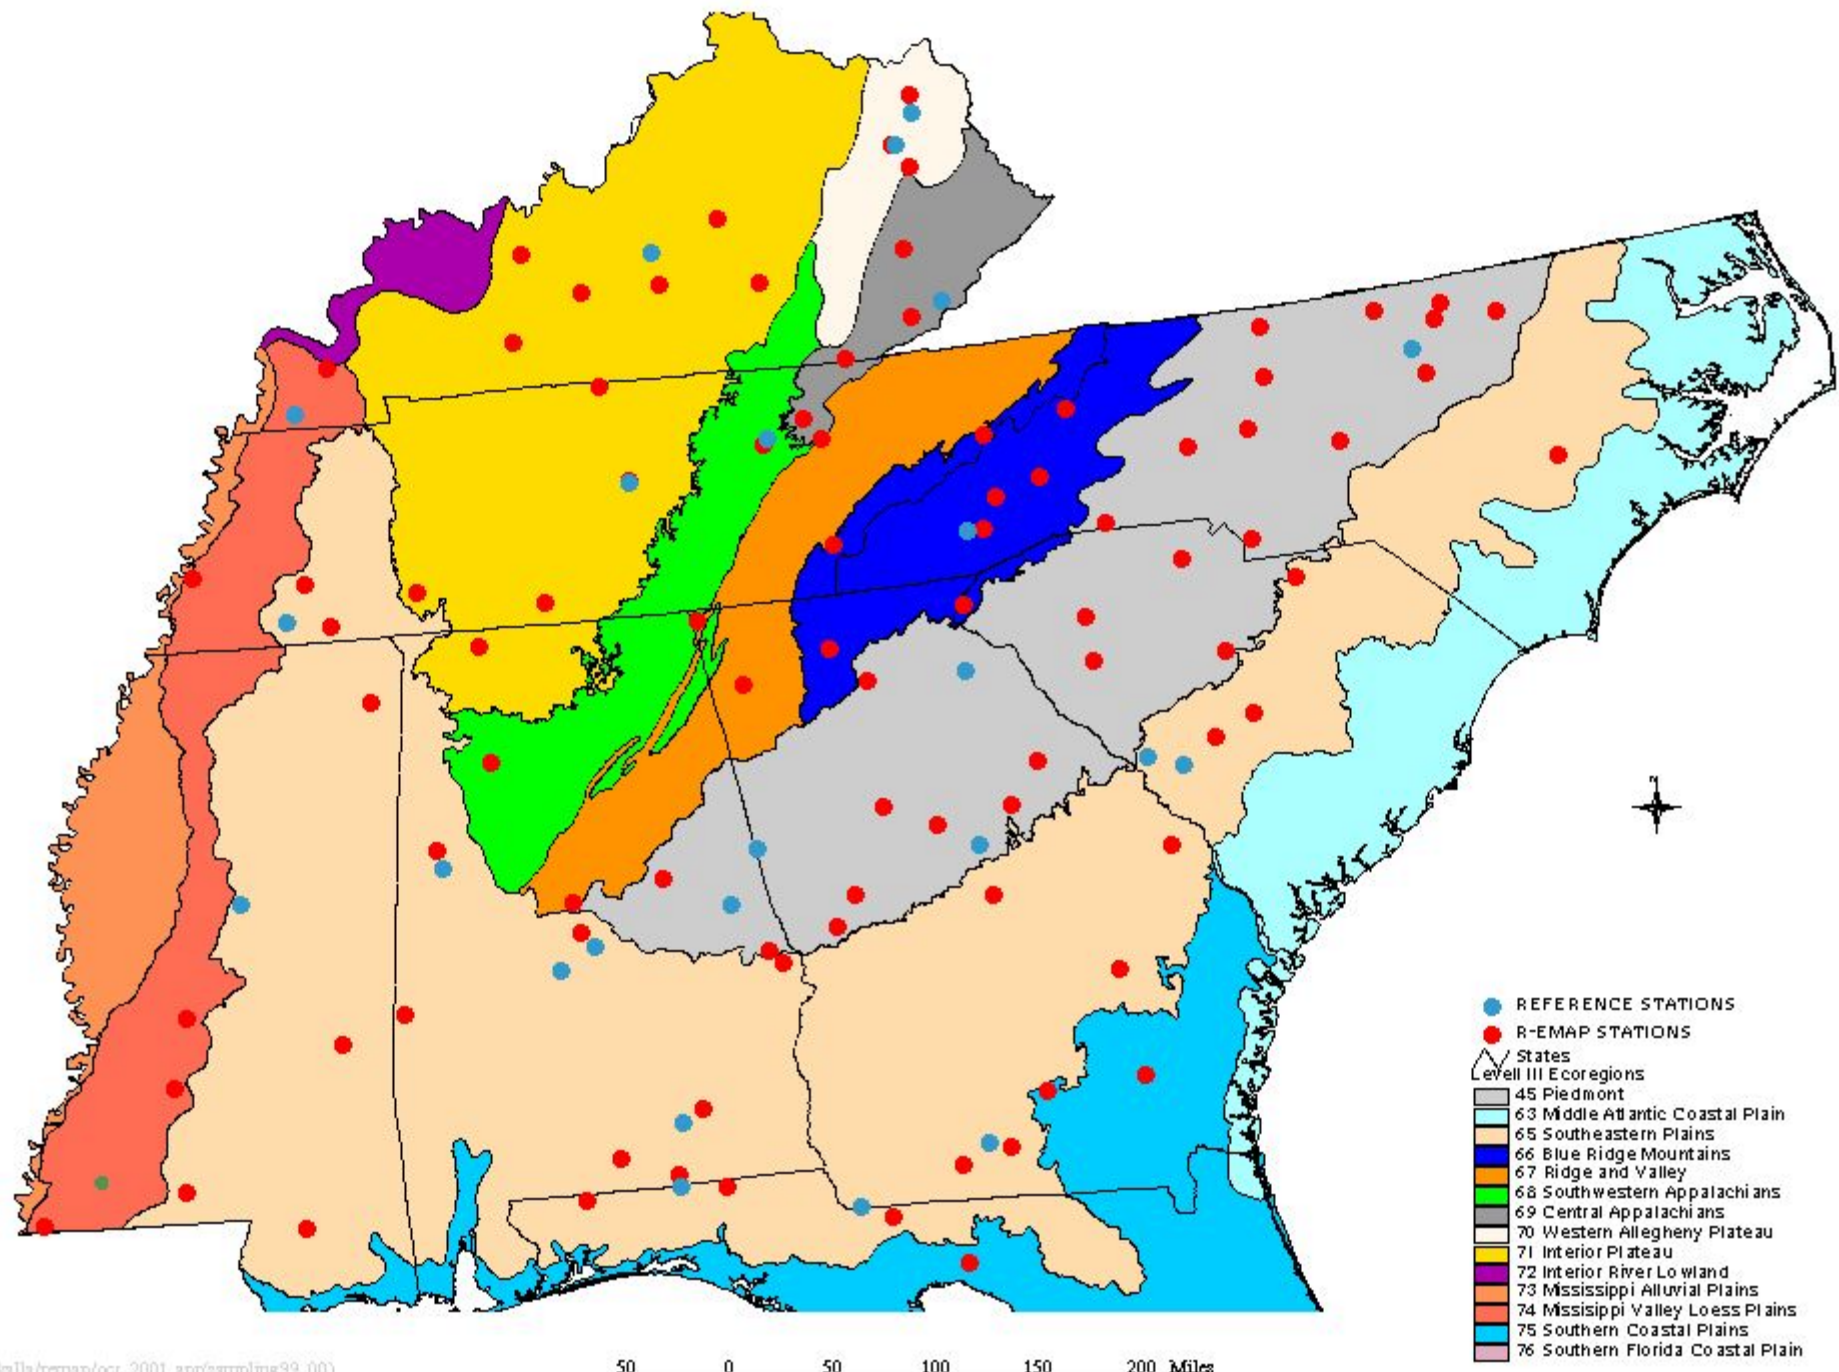 N
REFERENCE STATIONS
R-EMAP STATIONS
States
Level III Ecoregions
45 Piedmont
63 Middle Atlantic Coastal Plain
65 Southeastern Plains
66 Blue Ridge Mountains
67 Ridge and Valley
68 Southwestern Appalachians
69 Central Appalachians
70 Western Allegheny Plateau
71 Interior Plateau
72 Interior River Lowland
73 Mississippi Alluvial Plains
74 Missisippi Valley Loess Plains
75 Southern Coastal Plains
76 Southern Florida Coastal Plain
50 0 50 100 150 200 Miles